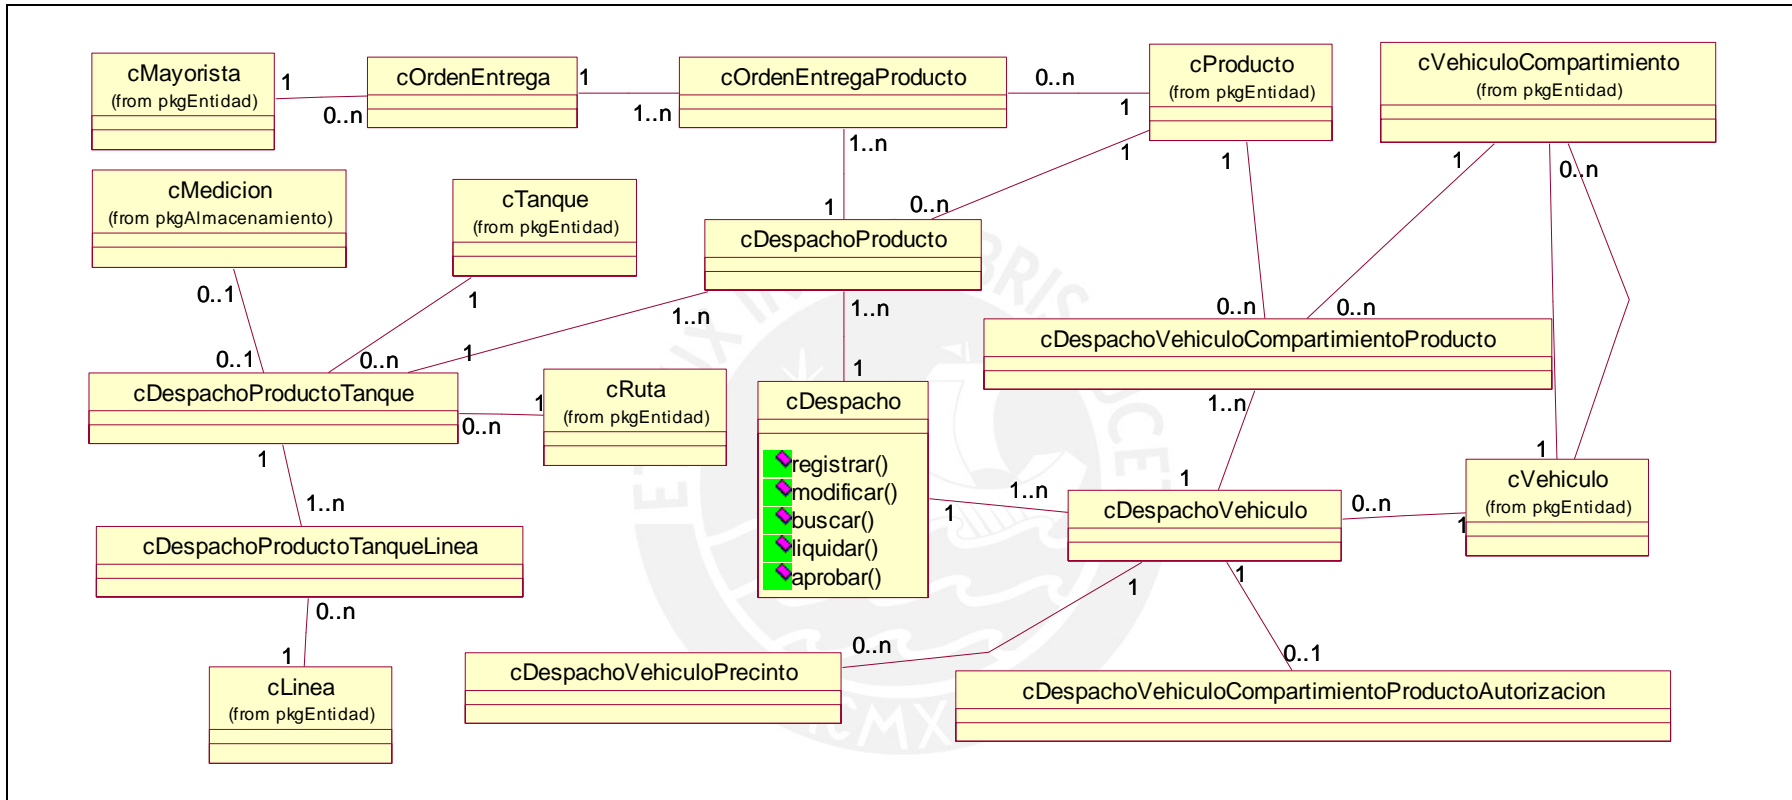 cMayorista
(from pkgEntidad)
1
0..n
cOrdenEntrega
1
1..n
cOrdenEntregaProducto
0..n
1
cProducto
(from pkgEntidad)
cVehiculoCompartimiento
(from pkgEntidad)
1..n
1
1
0..n
1
1
0..n
cMedicion
(from pkgAlmacenamiento)
cTanque
(from pkgEntidad)
cDespachoProducto
0..1
1
1..n
1..n
0..n
0..n
0..1
0..n
1
1
cDespachoVehiculoCompartimientoProducto
cDespachoProductoTanque
cRuta
(from pkgEntidad)
1
0..n
cDespacho
registrar()
modificar()
buscar()
liquidar()
aprobar()
1..n
1
1
1..n
1..n
1
1
0..n
1
cVehiculo
(from pkgEntidad)
cDespachoVehiculo
cDespachoProductoTanqueLinea
0..n
1
1
1
0..n
0..1
cLinea
(from pkgEntidad)
cDespachoVehiculoPrecinto
cDespachoVehiculoCompartimientoProductoAutorizacion